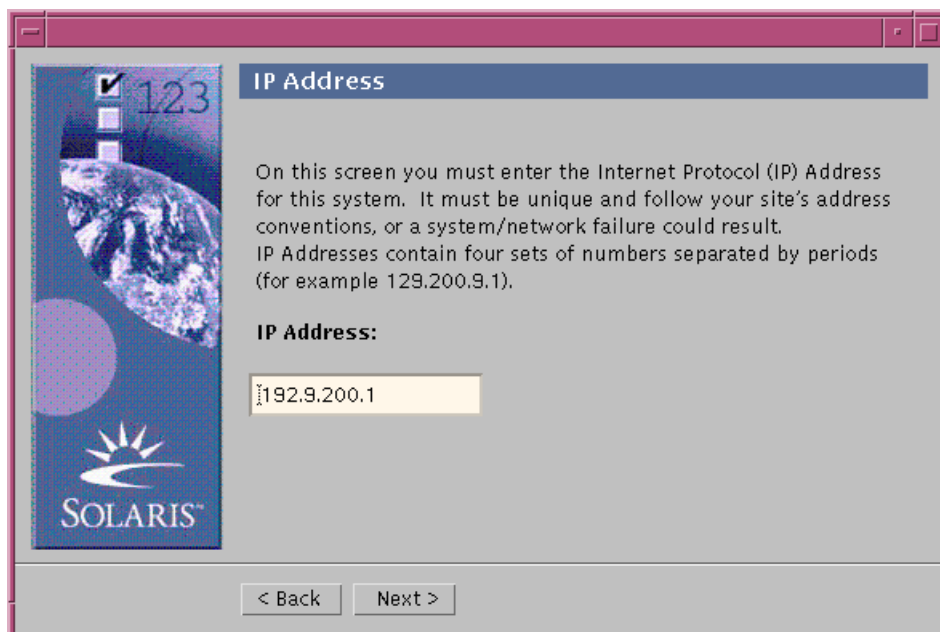 IP Address
123
On this screen you must enter the Internet Protocol (IP) Address
for this system.  It must be unique and follow your site's address
conventions, or a system/network failure could result.
IP Addresses contain four sets of numbers separated by periods
(for example 129.200.9.1).
IP Address:
192.9.200.1
SOLARIS™
< Back
Next >